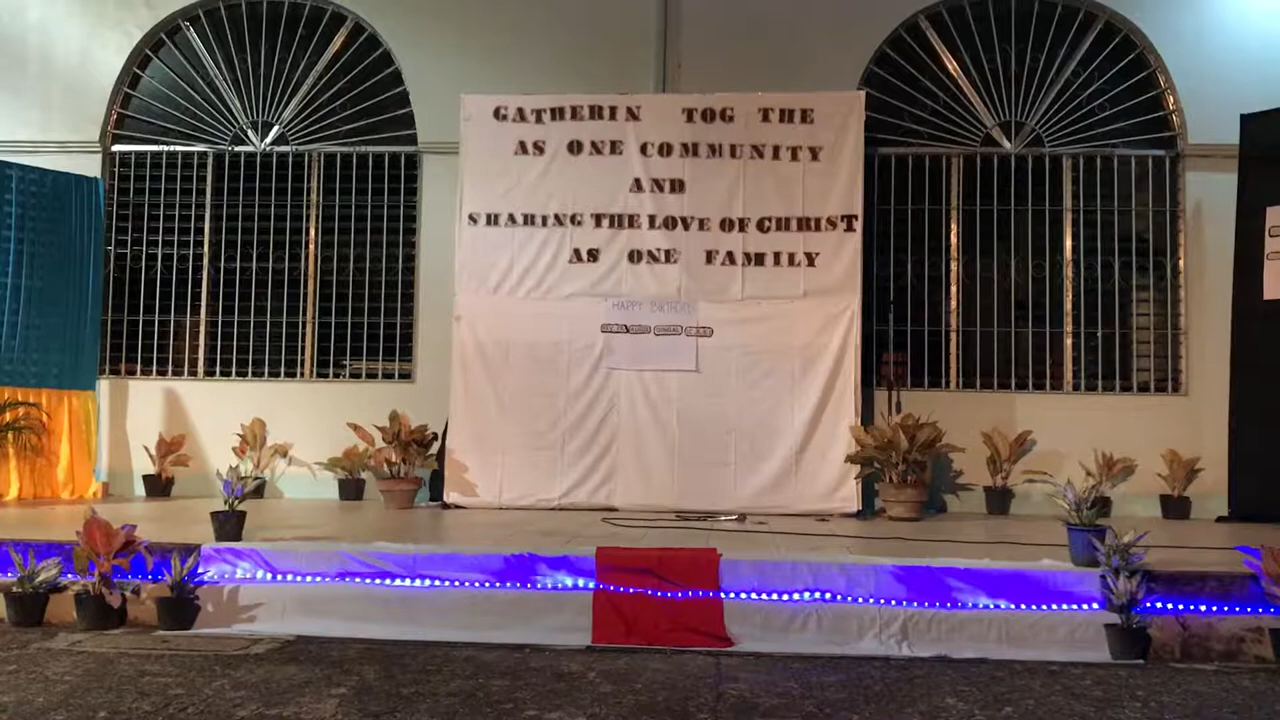 GATHERIN TOG THE
AS ONE COMMUNITY
AND
SHARING THE LOVE OF CHRIST
AS ONE FAMILY
HAPPY BIRTHDAY